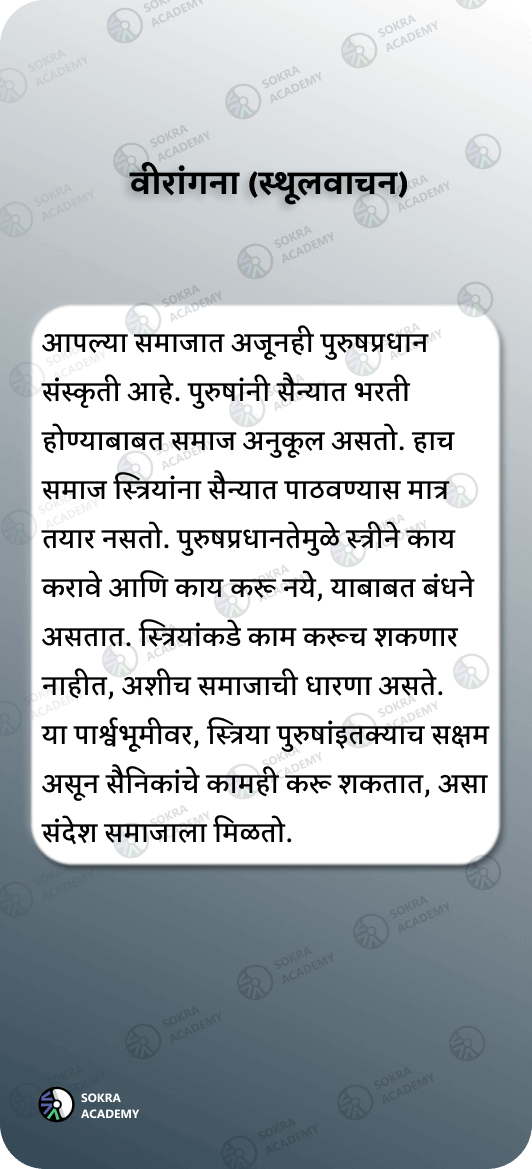 वीरांगना (स्थूलवाचन)
आपल्या समाजात अजूनही पुरुषप्रधान
संस्कृती आहे. पुरुषांनी सैन्यात भरती
होण्याबाबत समाज अनुकूल असतो. हाच
समाज स्त्रियांना सैन्यात पाठवण्यास मात्र
तयार नसतो. पुरुषप्रधानतेमुळे स्त्रीने काय
करावे आणि काय करू नये, याबाबत बंधने
असतात. स्त्रियांकडे काम करूच शकणार
नाहीत, अशीच समाजाची धारणा असते.
या पार्श्वभूमीवर, स्त्रिया पुरुषांइतक्याच सक्षम
असून सैनिकांचे कामही करू शकतात, असा
संदेश समाजाला मिळतो.
SOKRA
ACADEMY